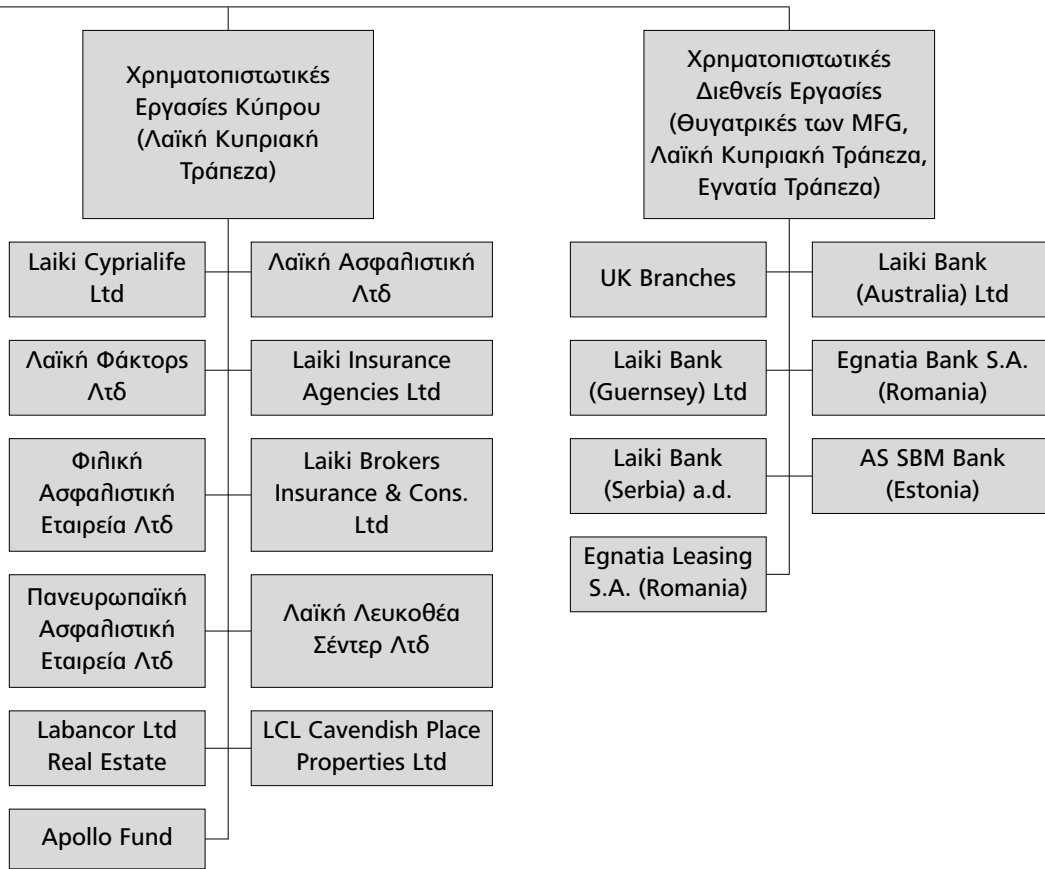 Χρηματοπιστωτικές
Εργασίες Κύπρου
(Λαϊκή Κυπριακή
Τράπεζα)
Laiki Cyprialife
Ltd
Λαϊκή Ασφαλιστική
Λτδ
Λαϊκή Φάκτορς
Λτδ
Laiki Insurance
Agencies Ltd
Φιλική
Ασφαλιστική
Εταιρεία Λτδ
Laiki Brokers
Insurance & Cons.
Ltd
Πανευρωπαϊκή
Ασφαλιστική
Εταιρεία Λτδ
Λαϊκή Λευκοθέα
Σέντερ Λτδ
Labancor Ltd
Real Estate
LCL Cavendish Place
Properties Ltd
Apollo Fund
Χρηματοπιστωτικές
Διεθνείς Εργασίες
(Θυγατρικές των MFG,
Λαϊκή Κυπριακή Τράπεζα,
Εγνατία Τράπεζα)
UK Branches
Laiki Bank
(Australia) Ltd
Laiki Bank
(Guernsey) Ltd
Egnatia Bank S.A.
(Romania)
Laiki Bank
(Serbia) a.d.
AS SBM Bank
(Estonia)
Egnatia Leasing
S.A. (Romania)